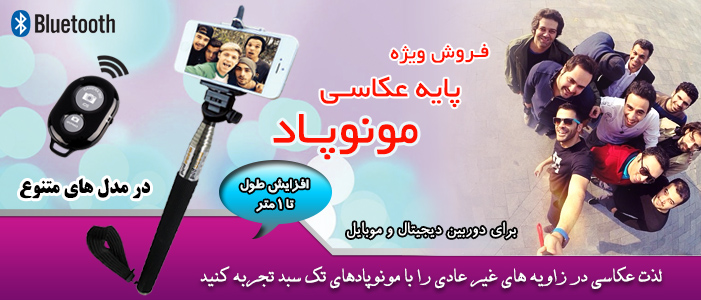 Bluetooth
فروش ویژه
پایه عکاسی
مونوپاد
در مدل های متنوع
افزایش طول
تا ۱ متر
برای دوربین دیجیتال و موبایل
لذت عکاسی در زاویه های غیر عادی را با مونوپادهای تک سبد تجربه کنید